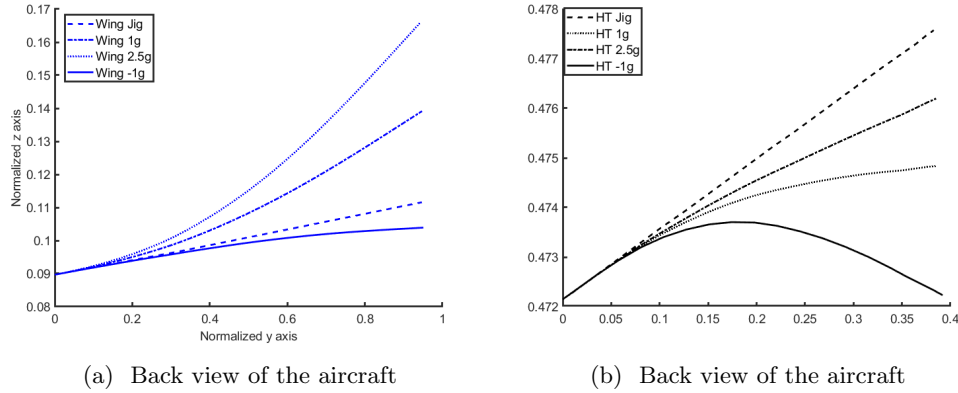 0.17
0.16
0.15
0.14
0.13
0.12
0.11
0.1
0.09
0.08
Normalized z axis
Wing Jig
Wing 1g
Wing 2.5g
Wing -1g
0
0.2
0.4
0.6
0.8
1
Normalized y axis
(a) Back view of the aircraft
0.478
0.477
0.476
0.475
0.474
0.473
0.472
HT Jig
HT 1g
HT 2.5g
HT -1g
0
0.05
0.1
0.15
0.2
0.25
0.3
0.35
0.4
(b) Back view of the aircraft